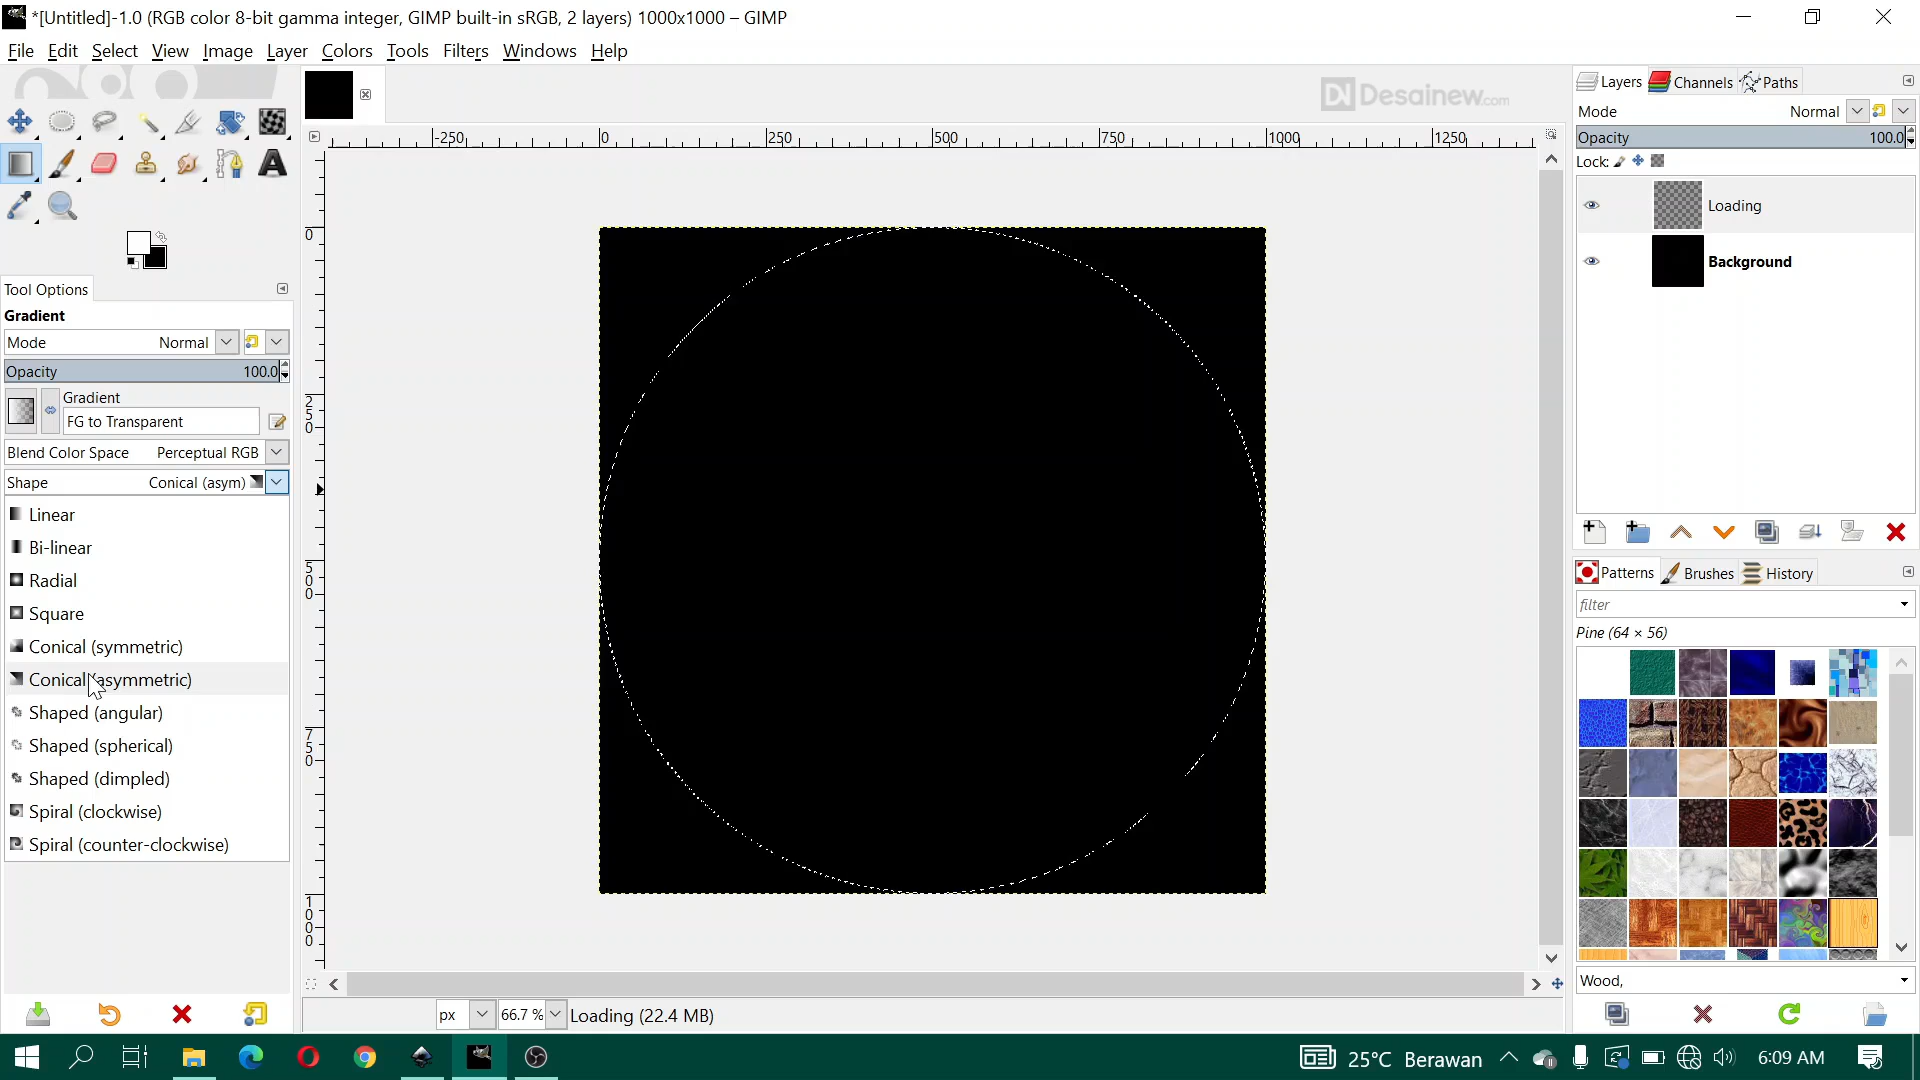 *[Untitled]-1.0 (RGB color 8-bit gamma integer, GIMP built-in sRGB, 2 layers) 1000x1000 – GIMP
File Edit Select View Image Layer Colors Tools Filters Windows Help
Desainew.com
Layers Channels Paths
Mode Normal
Opacity 100.0
Lock:
Loading
Background
Tool Options
Gradient
Mode Normal
Opacity 100.0
Gradient
FG to Transparent
Blend Color Space Perceptual RGB
Shape Conical (asym)
Linear
Bi-linear
Radial
Square
Conical (symmetric)
Conical (asymmetric)
Shaped (angular)
Shaped (spherical)
Shaped (dimpled)
Spiral (clockwise)
Spiral (counter-clockwise)
-250 0 250 500 750 1000 1250
0
250
500
750
1000
Patterns Brushes History
filter
Pine (64 × 56)
Wood,
px 66.7 % Loading (22.4 MB)
25°C Berawan 6:09 AM